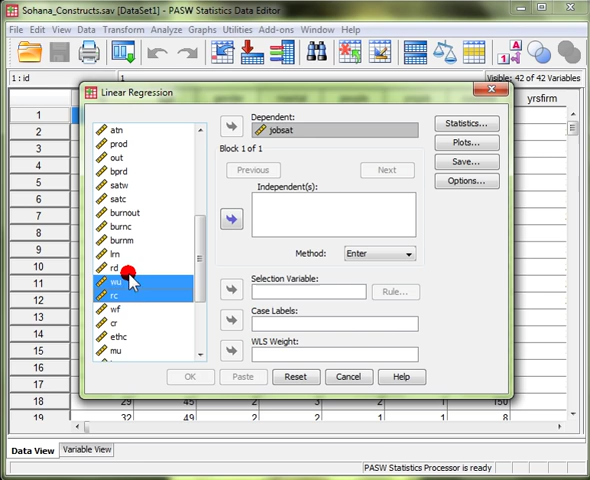 Sohana_Constructs.sav [DataSet1] - PASW Statistics Data Editor
File Edit View Data Transform Analyze Graphs Utilities Add-ons Window Help
1 : id 1 Visible: 42 of 42 Variables
yrsfirm
Linear Regression
atn
prod
out
bprd
satw
satc
burnout
burnc
burnm
lrn
rd
wu
rc
wf
cr
ethc
mu
Dependent:
jobsat
Block 1 of 1
Previous Next
Independent(s):
Method: Enter
Selection Variable:
Rule...
Case Labels:
WLS Weight:
Statistics...
Plots...
Save...
Options...
OK Paste Reset Cancel Help
1
2
3
4
5
6
7
8
9
10
11
12
13
14
15
16
17
18 29 45 2 3 2 1 150
19 32 49 2 2 1 1 8
Data View Variable View
PASW Statistics Processor is ready